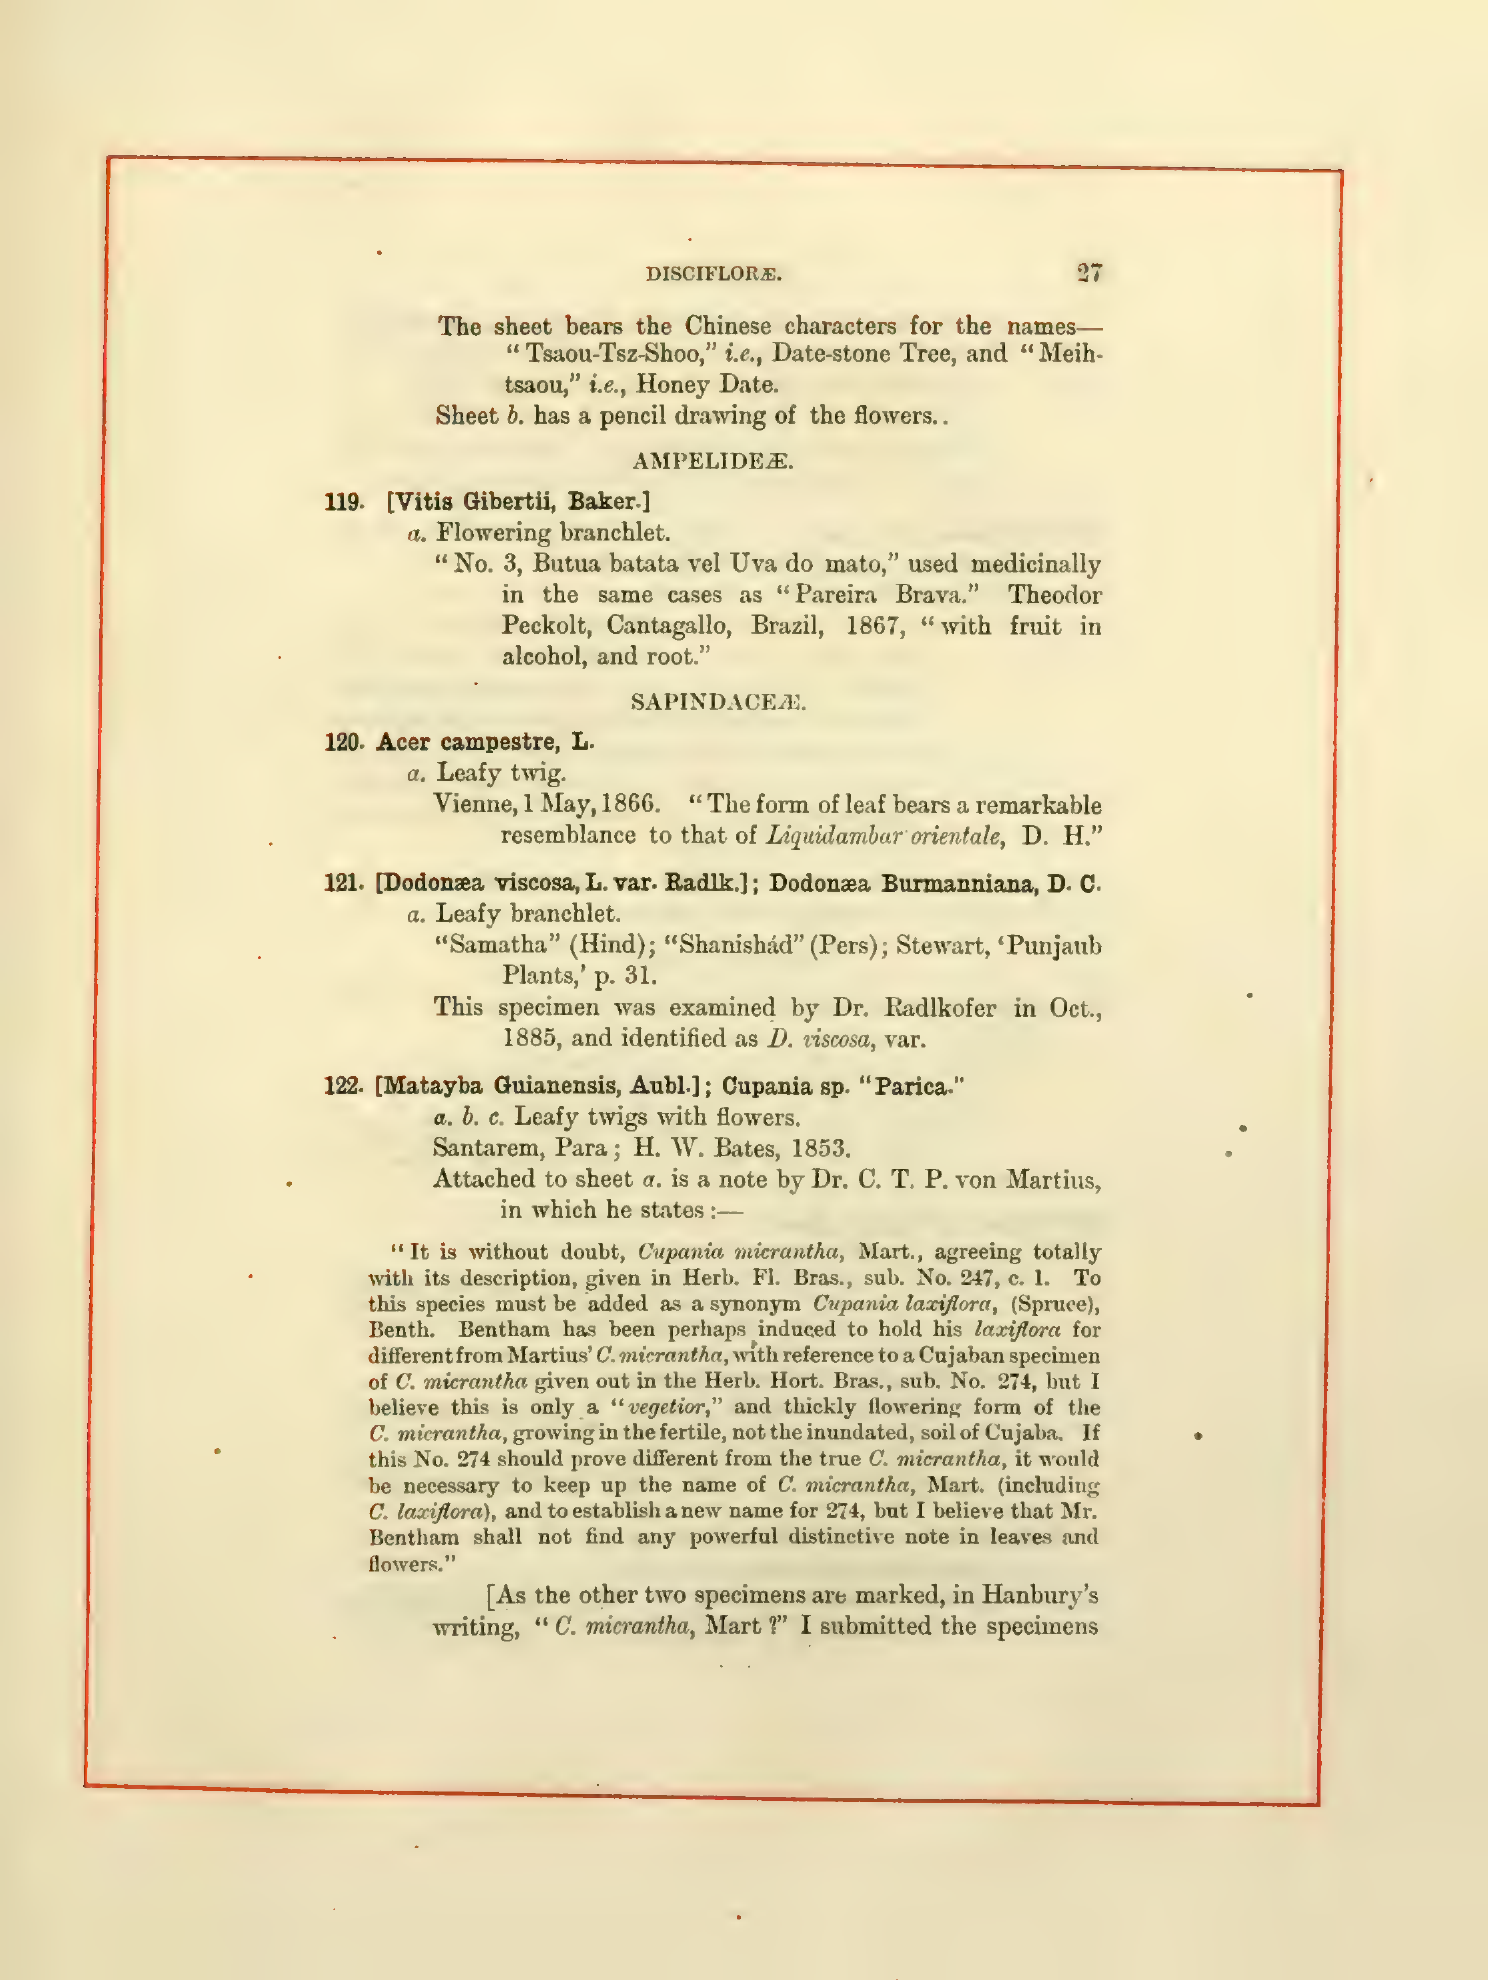 DISCIFLORÆ. 27
The sheet bears the Chinese characters for the names—
“Tsaou-Tsz-Shoo,” i.e., Date-stone Tree, and “Meih-
tsaou,” i.e., Honey Date.
Sheet b. has a pencil drawing of the flowers..
AMPELIDEÆ.
119. [Vitis Gibertii, Baker.]
a. Flowering branchlet.
“No. 3, Butua batata vel Uva do mato,” used medicinally
in the same cases as “Pareira Brava.” Theodor
Peckolt, Cantagallo, Brazil, 1867, “with fruit in
alcohol, and root.”
SAPINDACEÆ.
120. Acer campestre, L.
a. Leafy twig.
Vienne, 1 May, 1866. “The form of leaf bears a remarkable
resemblance to that of Liquidambar orientale, D. H.”
121. [Dodonæa viscosa, L. var. Radlk.]; Dodonæa Burmanniana, D. C.
a. Leafy branchlet.
“Samatha” (Hind); “Shanishád” (Pers); Stewart, ‘Punjaub
Plants,’ p. 31.
This specimen was examined by Dr. Radlkofer in Oct.,
1885, and identified as D. viscosa, var.
122. [Matayba Guianensis, Aubl.]; Cupania sp. “Parica.”
a. b. c. Leafy twigs with flowers.
Santarem, Para; H. W. Bates, 1853.
Attached to sheet a. is a note by Dr. C. T. P. von Martius,
in which he states:—
“It is without doubt, Cupania micrantha, Mart., agreeing totally
with its description, given in Herb. Fl. Bras., sub. No. 247, c. 1. To
this species must be added as a synonym Cupania laxiflora, (Spruce),
Benth. Bentham has been perhaps induced to hold his laxiflora for
different from Martius’ C. micrantha, with reference to a Cujaban specimen
of C. micrantha given out in the Herb. Hort. Bras., sub. No. 274, but I
believe this is only a “vegetior,” and thickly flowering form of the
C. micrantha, growing in the fertile, not the inundated, soil of Cujaba. If
this No. 274 should prove different from the true C. micrantha, it would
be necessary to keep up the name of C. micrantha, Mart. (including
C. laxiflora), and to establish a new name for 274, but I believe that Mr.
Bentham shall not find any powerful distinctive note in leaves and
flowers.”
[As the other two specimens are marked, in Hanbury’s
writing, “C. micrantha, Mart?” I submitted the specimens